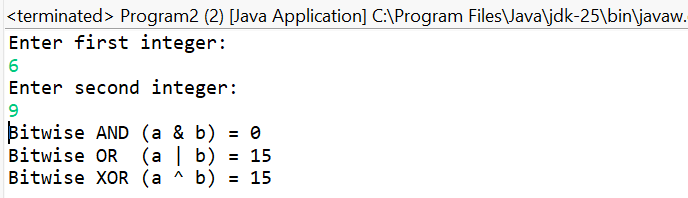 <terminated> Program2 (2) [Java Application] C:\Program Files\Java\jdk-25\bin\javaw.
Enter first integer:
6
Enter second integer:
9
Bitwise AND (a & b) = 0
Bitwise OR  (a | b) = 15
Bitwise XOR (a ^ b) = 15